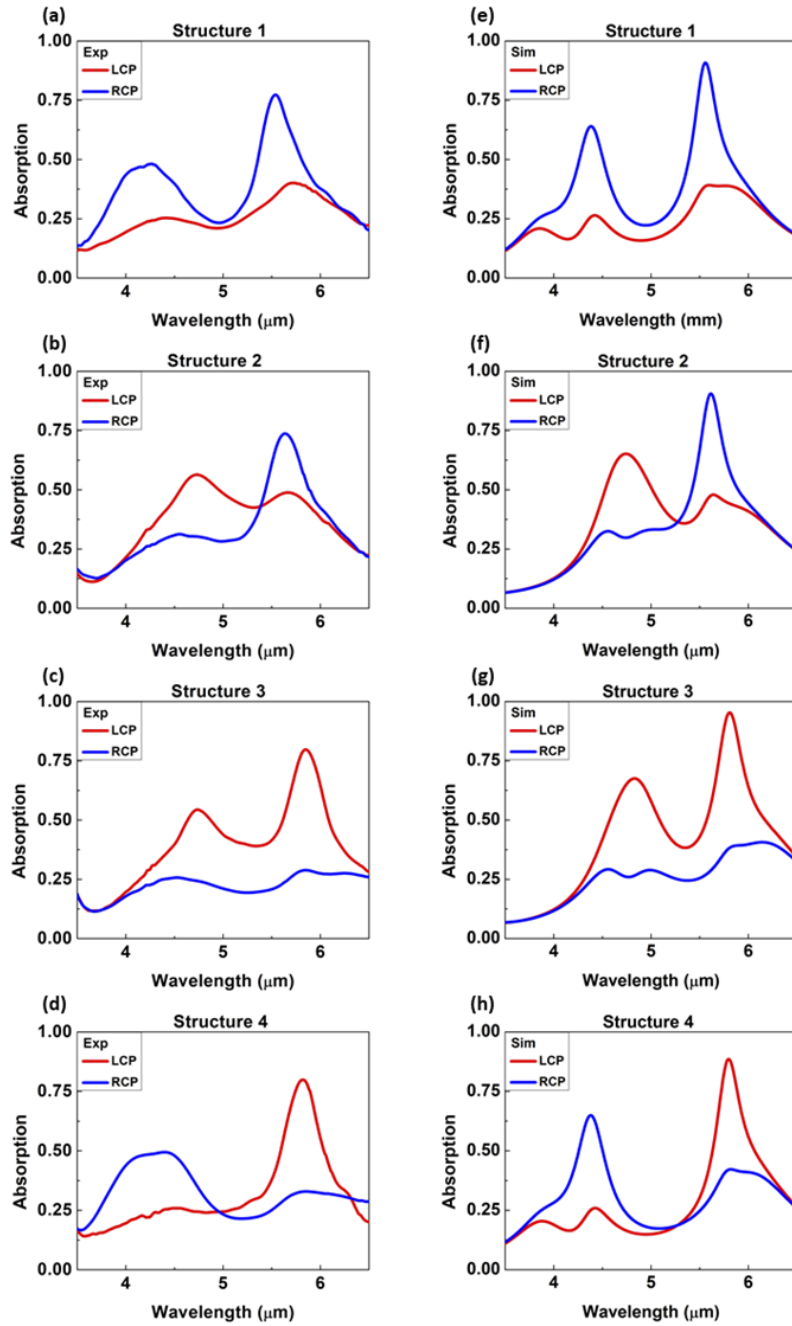 (a)
Structure 1
Exp
LCP
RCP
1.00
0.75
0.50
0.25
0.00
Absorption
4
5
6
Wavelength (μm)
(e)
Structure 1
Sim
LCP
RCP
1.00
0.75
0.50
0.25
0.00
Absorption
4
5
6
Wavelength (mm)
(b)
Structure 2
Exp
LCP
RCP
1.00
0.75
0.50
0.25
0.00
Absorption
4
5
6
Wavelength (μm)
(f)
Structure 2
Sim
LCP
RCP
1.00
0.75
0.50
0.25
0.00
Absorption
4
5
6
Wavelength (μm)
(c)
Structure 3
Exp
LCP
RCP
1.00
0.75
0.50
0.25
0.00
Absorption
4
5
6
Wavelength (μm)
(g)
Structure 3
Sim
LCP
RCP
1.00
0.75
0.50
0.25
0.00
Absorption
4
5
6
Wavelength (μm)
(d)
Structure 4
Exp
LCP
RCP
1.00
0.75
0.50
0.25
0.00
Absorption
4
5
6
Wavelength (μm)
(h)
Structure 4
Sim
LCP
RCP
1.00
0.75
0.50
0.25
0.00
Absorption
4
5
6
Wavelength (μm)